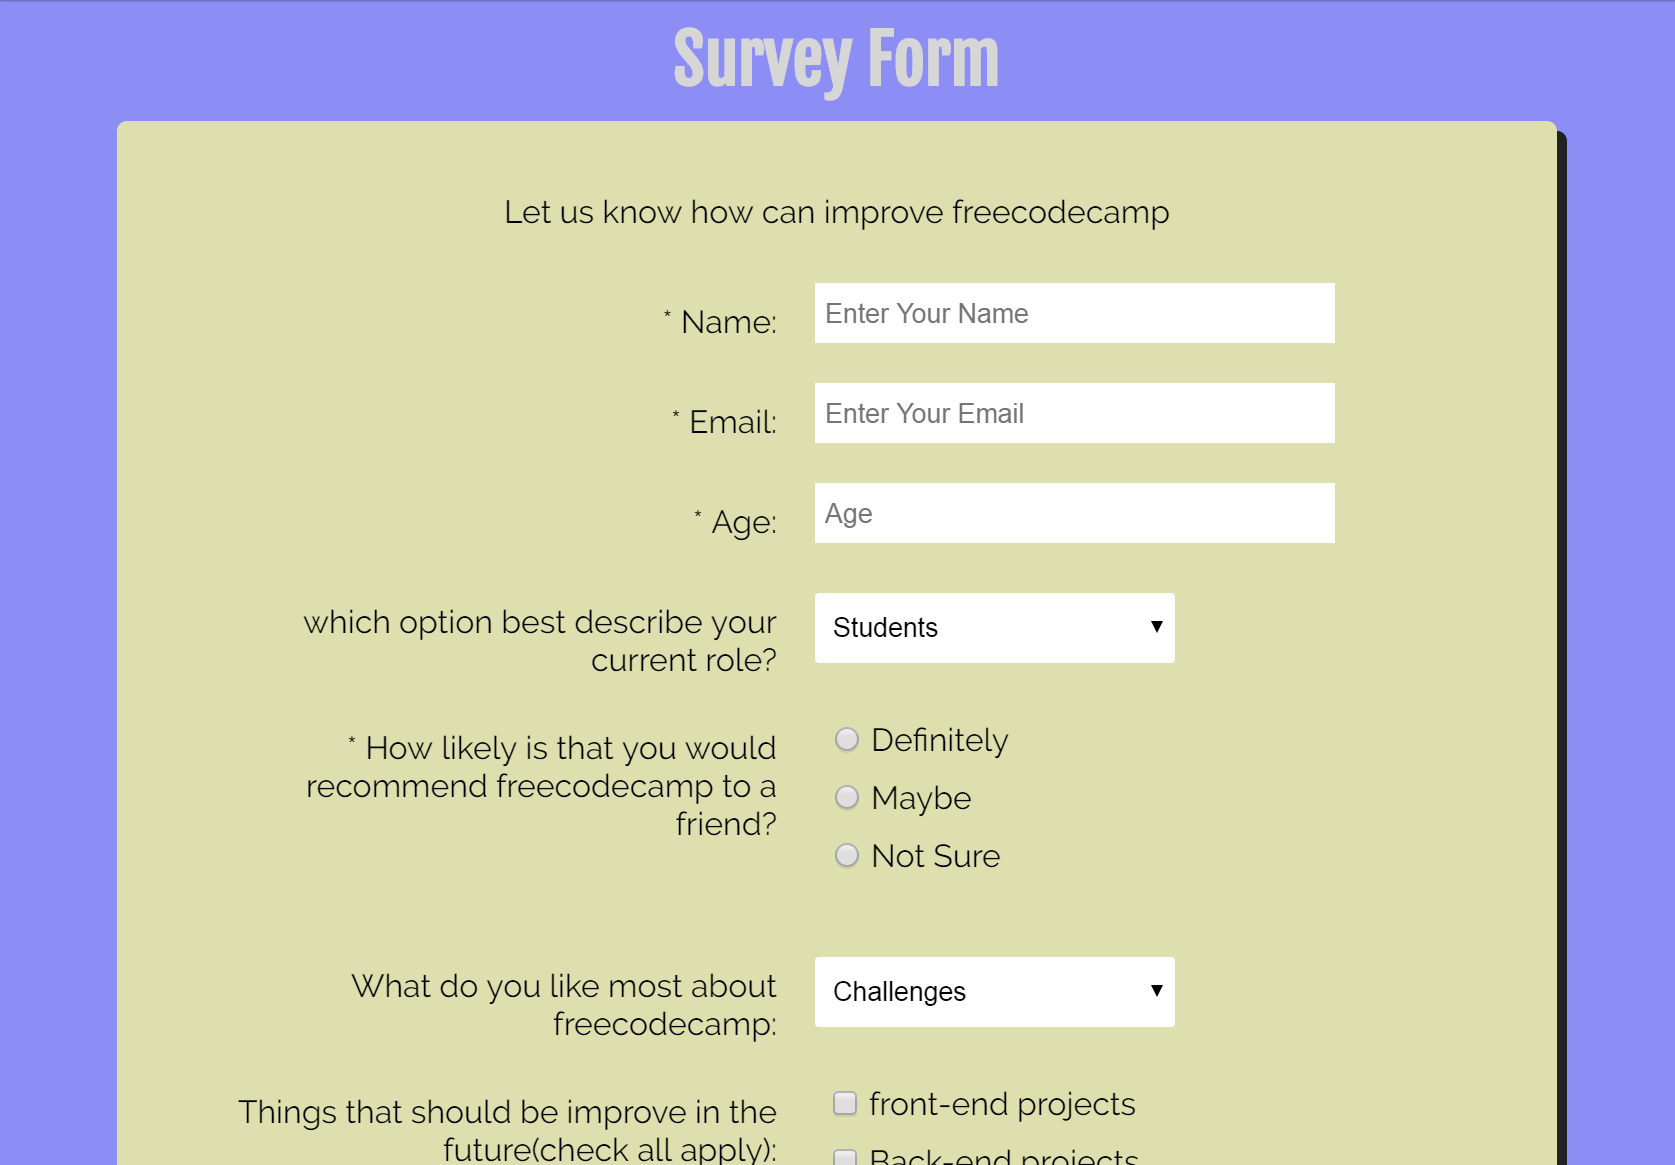 Survey Form
Let us know how can improve freecodecamp
* Name:
Enter Your Name
* Email:
Enter Your Email
* Age:
Age
which option best describe your
current role?
Students
* How likely is that you would
recommend freecodecamp to a
friend?
Definitely
Maybe
Not Sure
What do you like most about
freecodecamp:
Challenges
Things that should be improve in the
future(check all apply):
front-end projects
Back-end projects